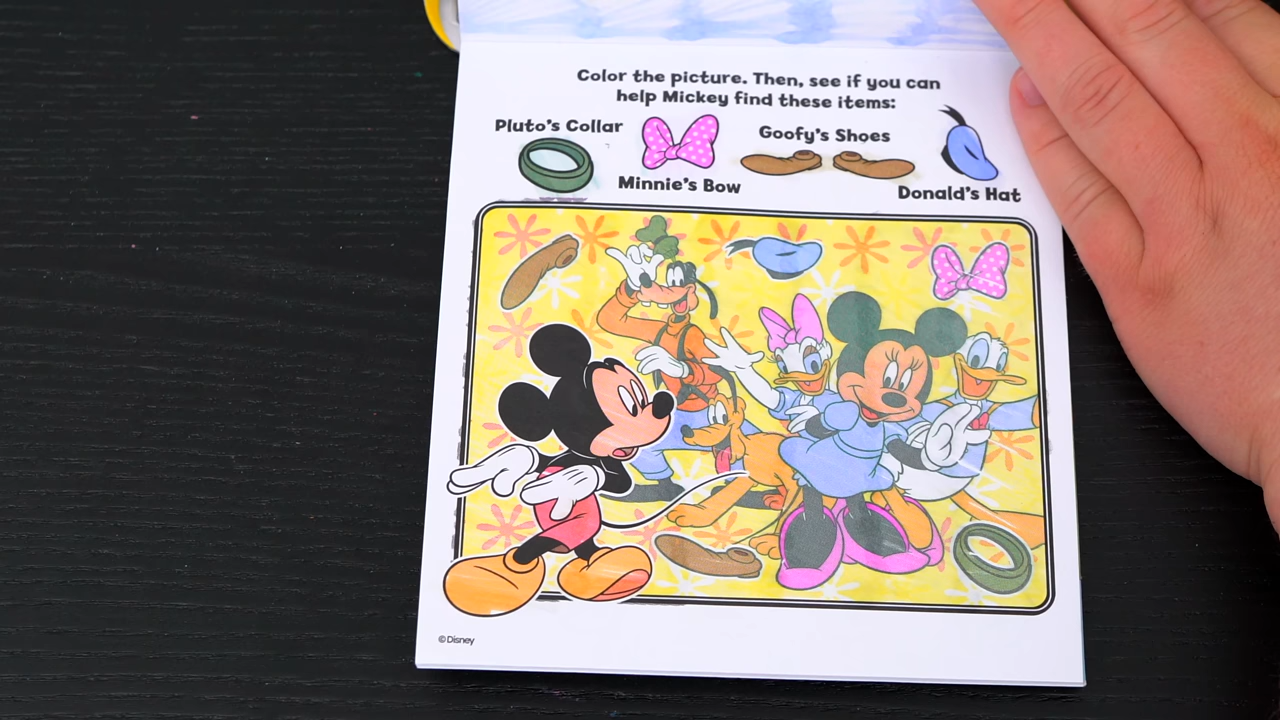 Color the picture. Then, see if you can
help Mickey find these items:
Pluto's Collar
Minnie's Bow
Goofy's Shoes
Donald's Hat
©Disney